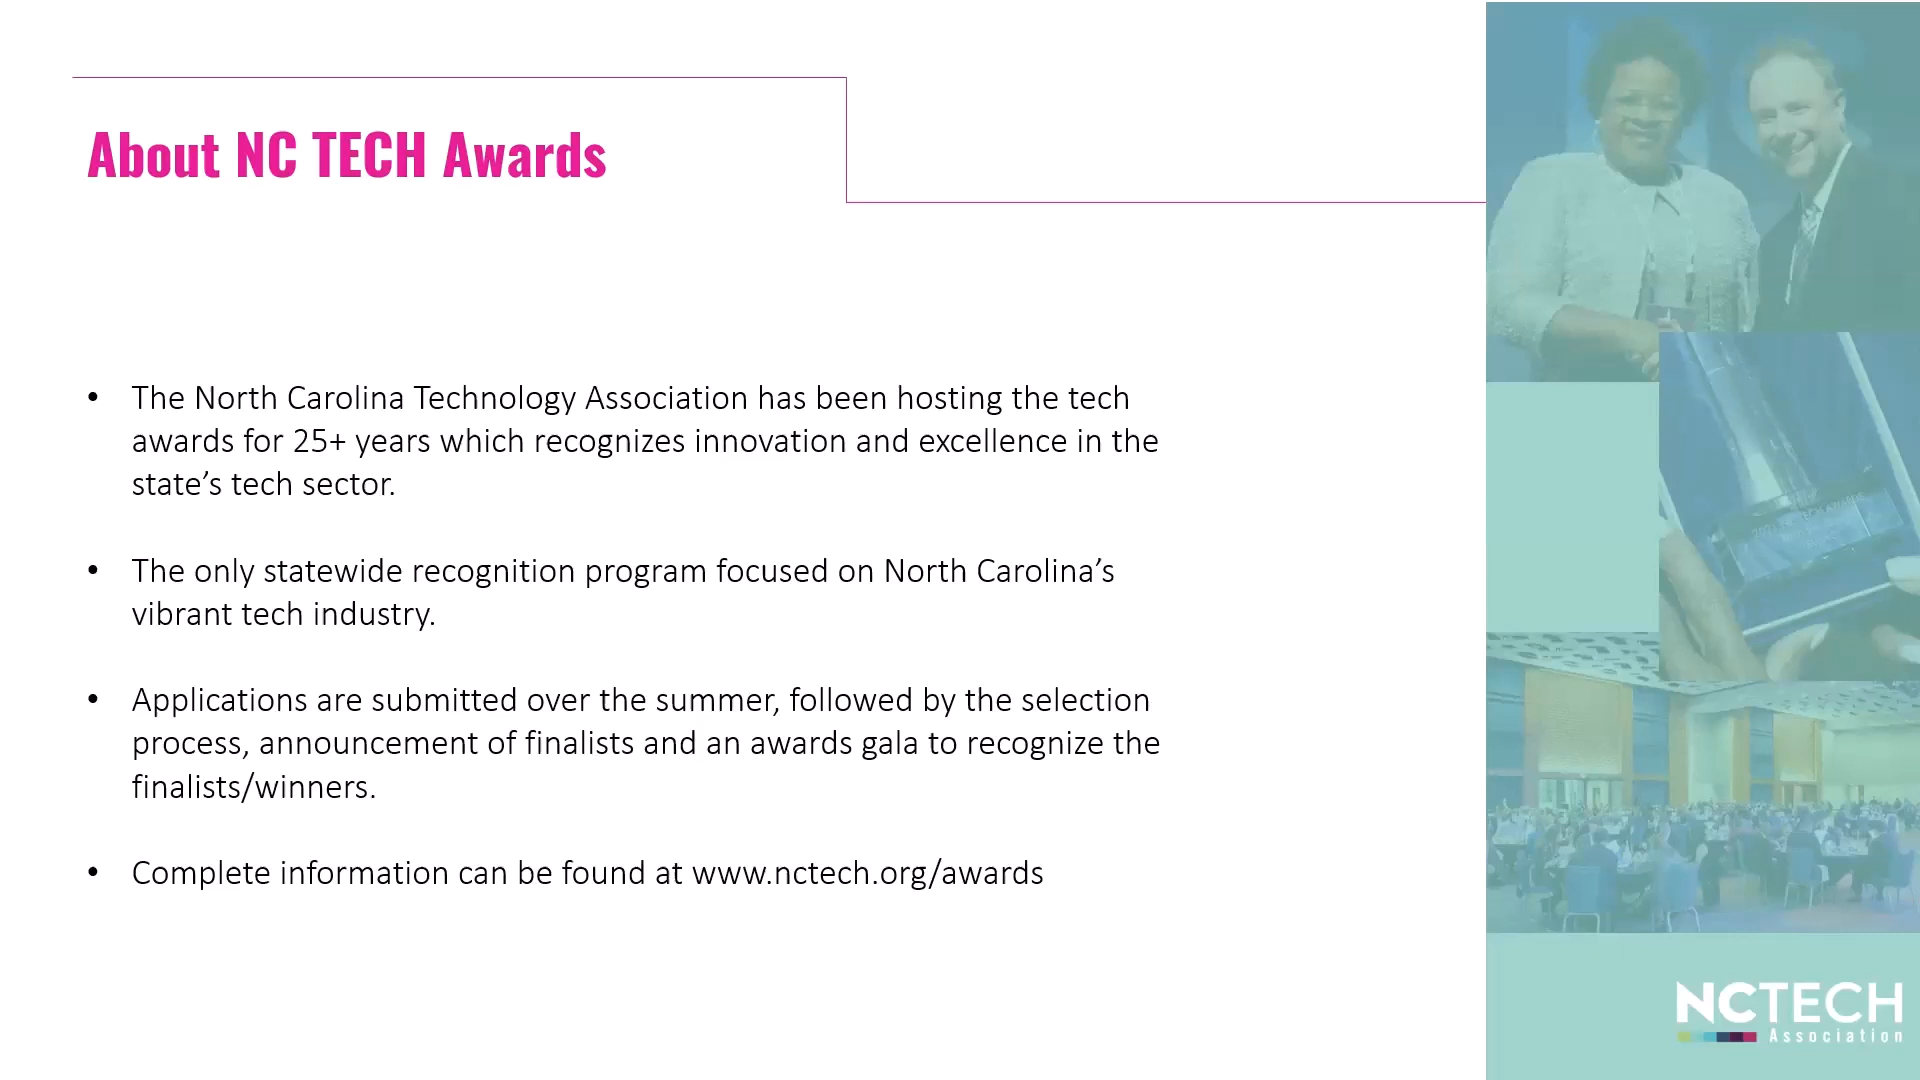 About NC TECH Awards
• The North Carolina Technology Association has been hosting the tech
awards for 25+ years which recognizes innovation and excellence in the
state’s tech sector.
• The only statewide recognition program focused on North Carolina’s
vibrant tech industry.
• Applications are submitted over the summer, followed by the selection
process, announcement of finalists and an awards gala to recognize the
finalists/winners.
• Complete information can be found at www.nctech.org/awards
NCTECH
Association